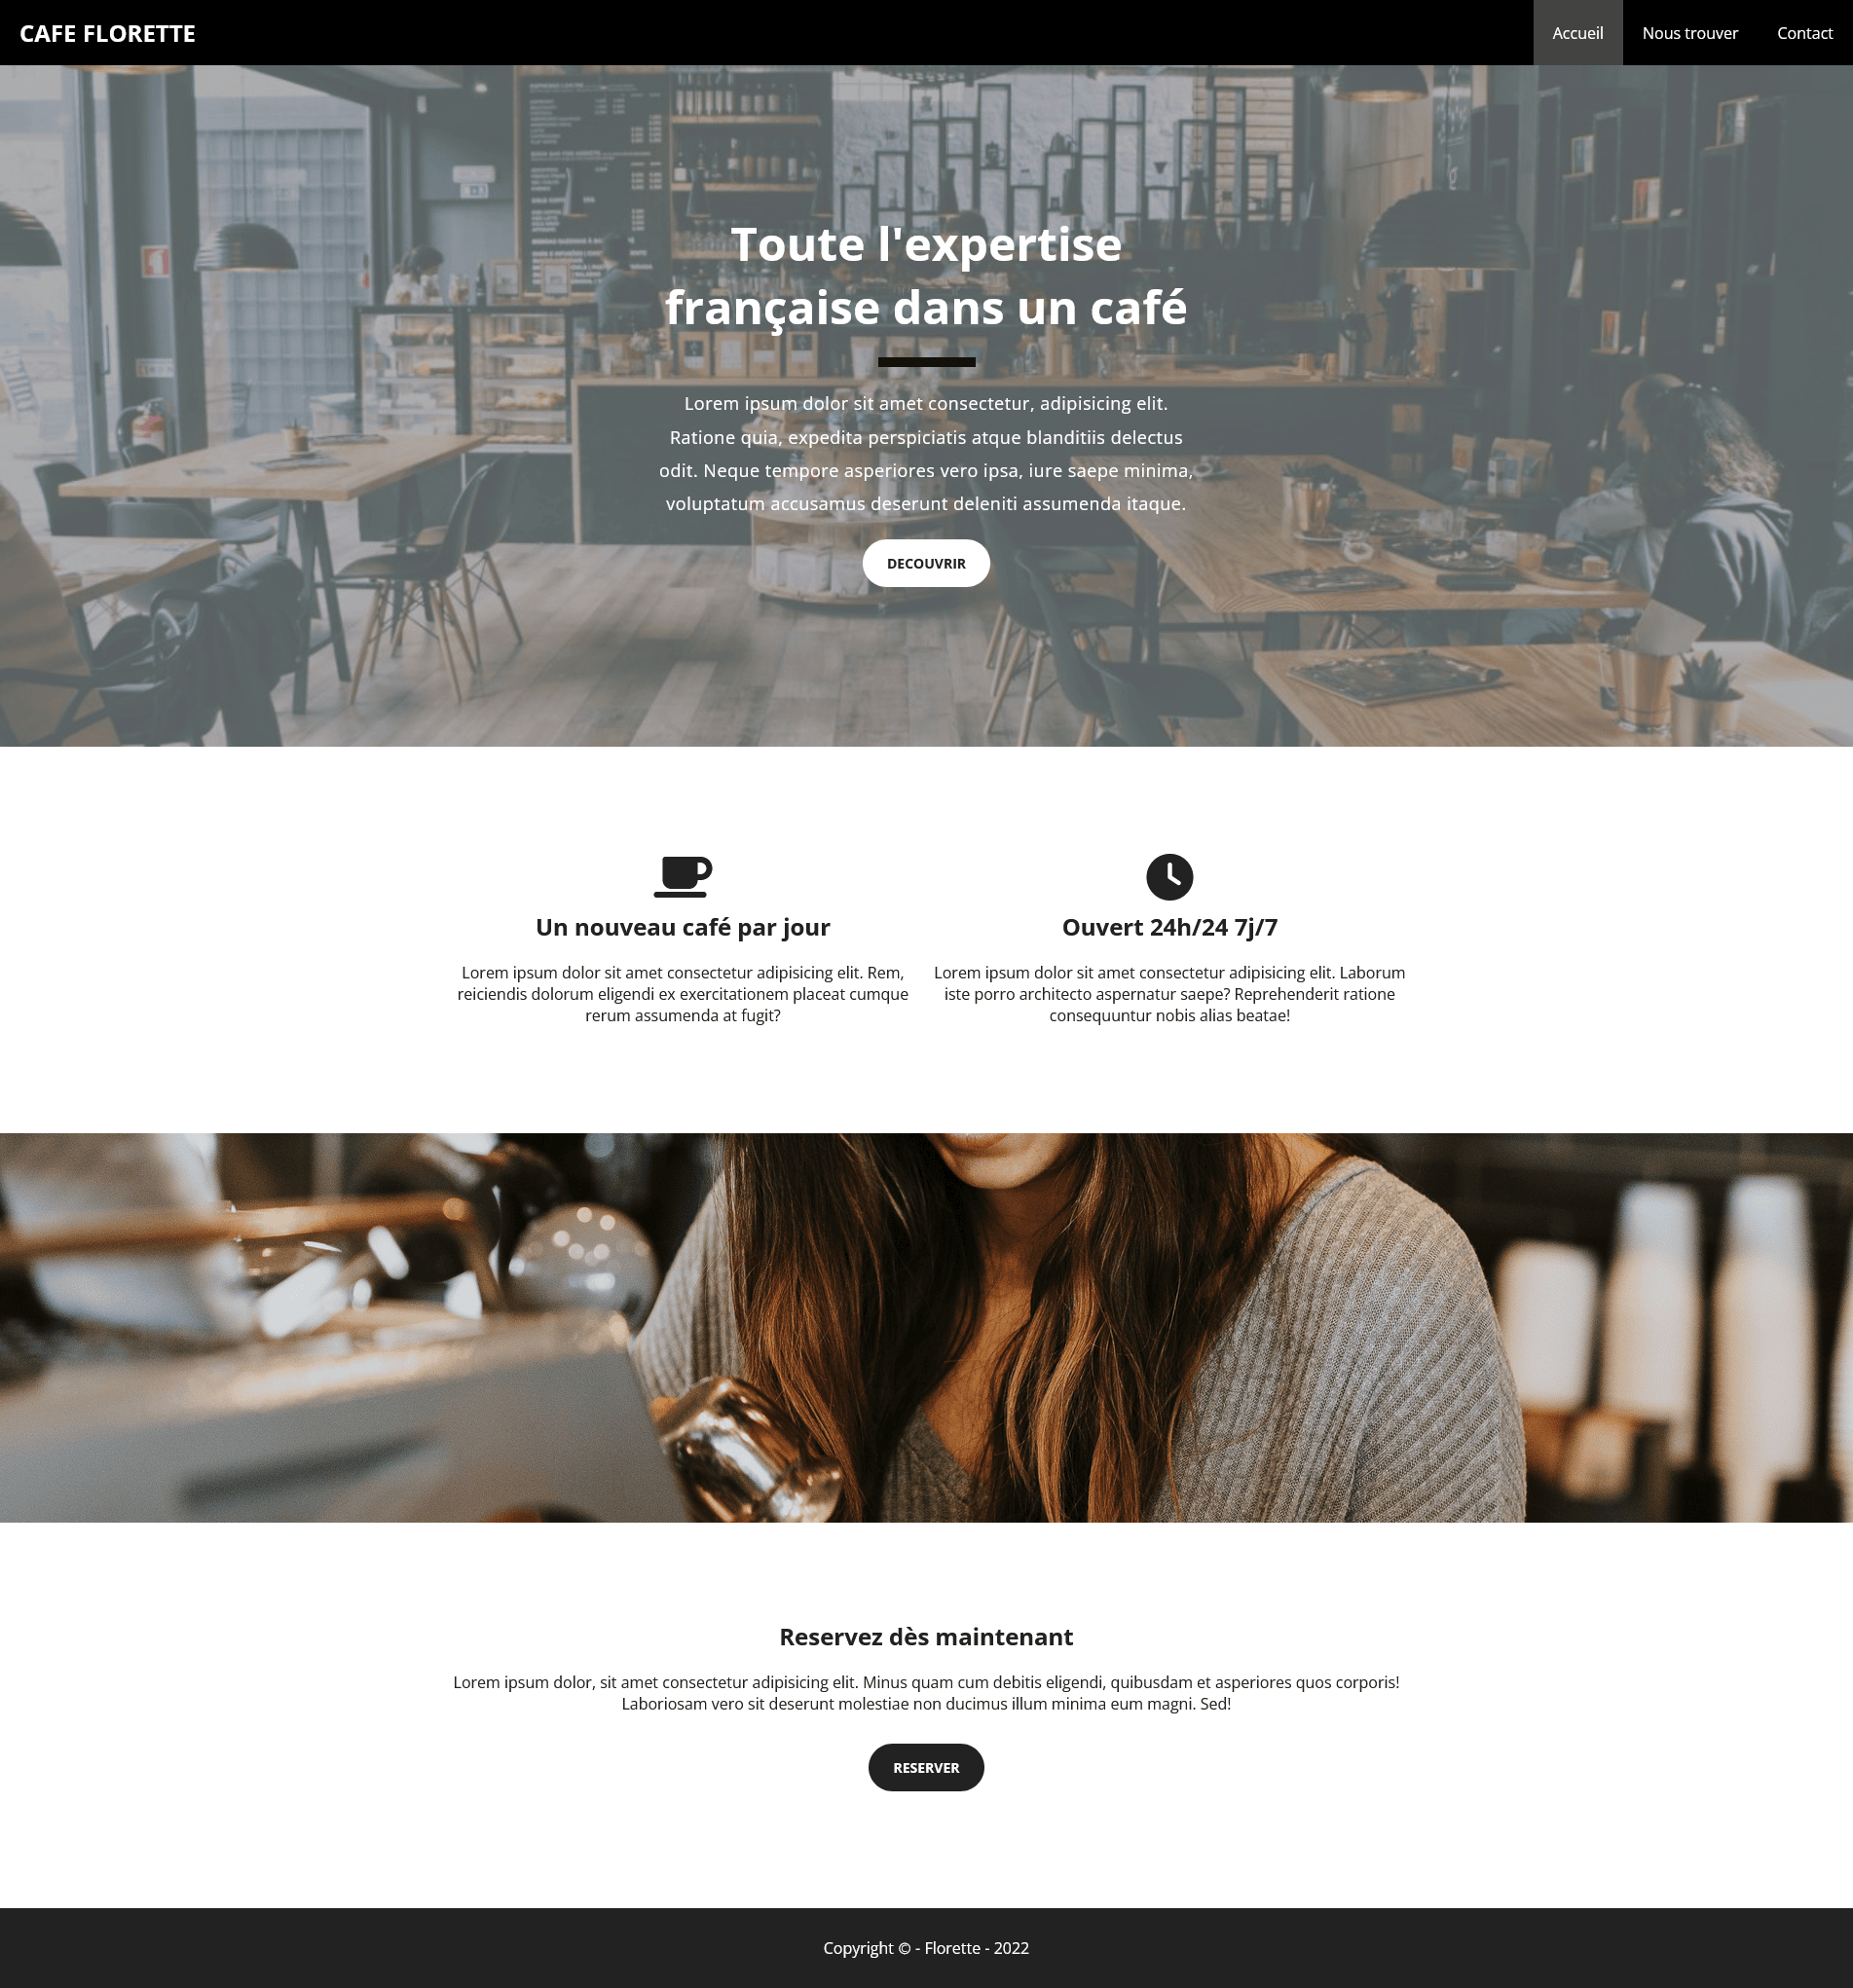 CAFE FLORETTE
Accueil Nous trouver Contact
Toute l'expertise
française dans un café
Lorem ipsum dolor sit amet consectetur, adipisicing elit.
Ratione quia, expedita perspiciatis atque blanditiis delectus
odit. Neque tempore asperiores vero ipsa, iure saepe minima,
voluptatum accusamus deserunt deleniti assumenda itaque.
DECOUVRIR
Un nouveau café par jour
Lorem ipsum dolor sit amet consectetur adipisicing elit. Rem,
reiciendis dolorum eligendi ex exercitationem placeat cumque
rerum assumenda at fugit?
Ouvert 24h/24 7j/7
Lorem ipsum dolor sit amet consectetur adipisicing elit. Laborum
iste porro architecto aspernatur saepe? Reprehenderit ratione
consequuntur nobis alias beatae!
Reservez dès maintenant
Lorem ipsum dolor, sit amet consectetur adipisicing elit. Minus quam cum debitis eligendi, quibusdam et asperiores quos corporis!
Laboriosam vero sit deserunt molestiae non ducimus illum minima eum magni. Sed!
RESERVER
Copyright © - Florette - 2022